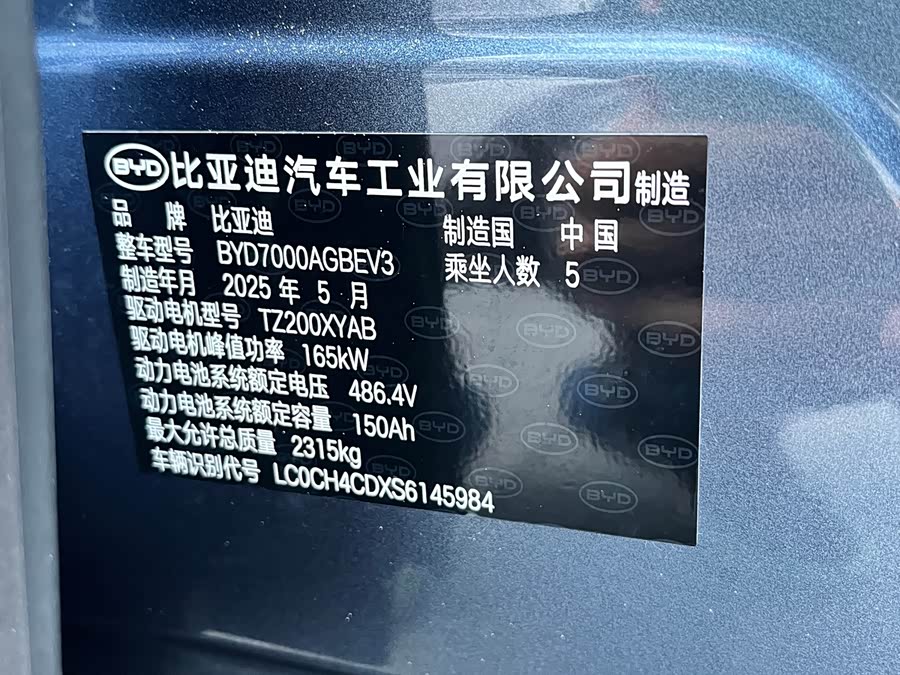 BYD 比亚迪汽车工业有限公司制造
品 牌 比亚迪 制造国 中国
整车型号 BYD7000AGBEV3 乘坐人数 5
制造年月 2025 年 5 月
驱动电机型号 TZ200XYAB
驱动电机峰值功率 165kW
动力电池系统额定电压 486.4V
动力电池系统额定容量 150Ah
最大允许总质量 2315kg
车辆识别代号 LC0CH4CDXS6145984